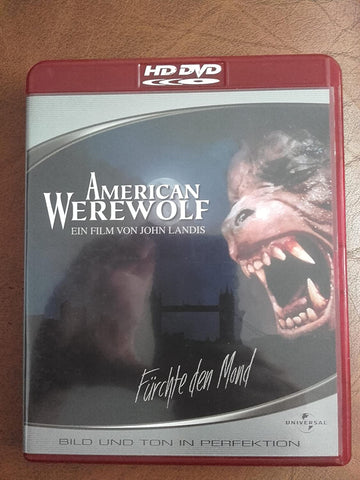 HD DVD
AMERICAN
WEREWOLF
EIN FILM VON JOHN LANDIS
Fürchte den Mond
UNIVERSAL
BILD UND TON IN PERFEKTION